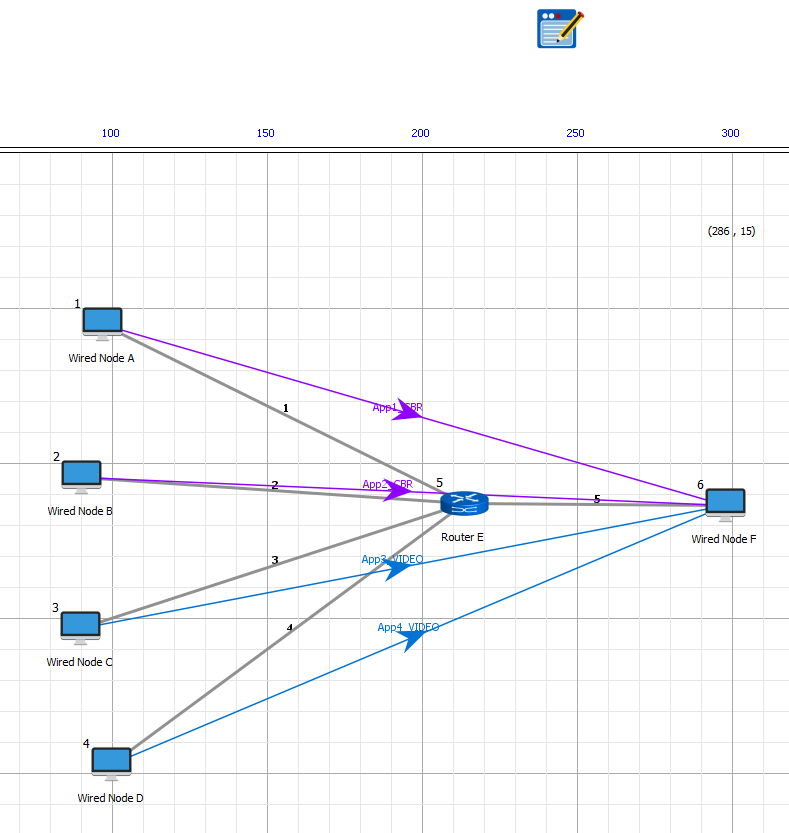 100 150 200 250 300
(286 , 15)
1
Wired Node A
1
App1_CBR
2
Wired Node B
2
App2_CBR
5
Router E
5
6
Wired Node F
3
App3_VIDEO
3
Wired Node C
4
App4_VIDEO
4
Wired Node D